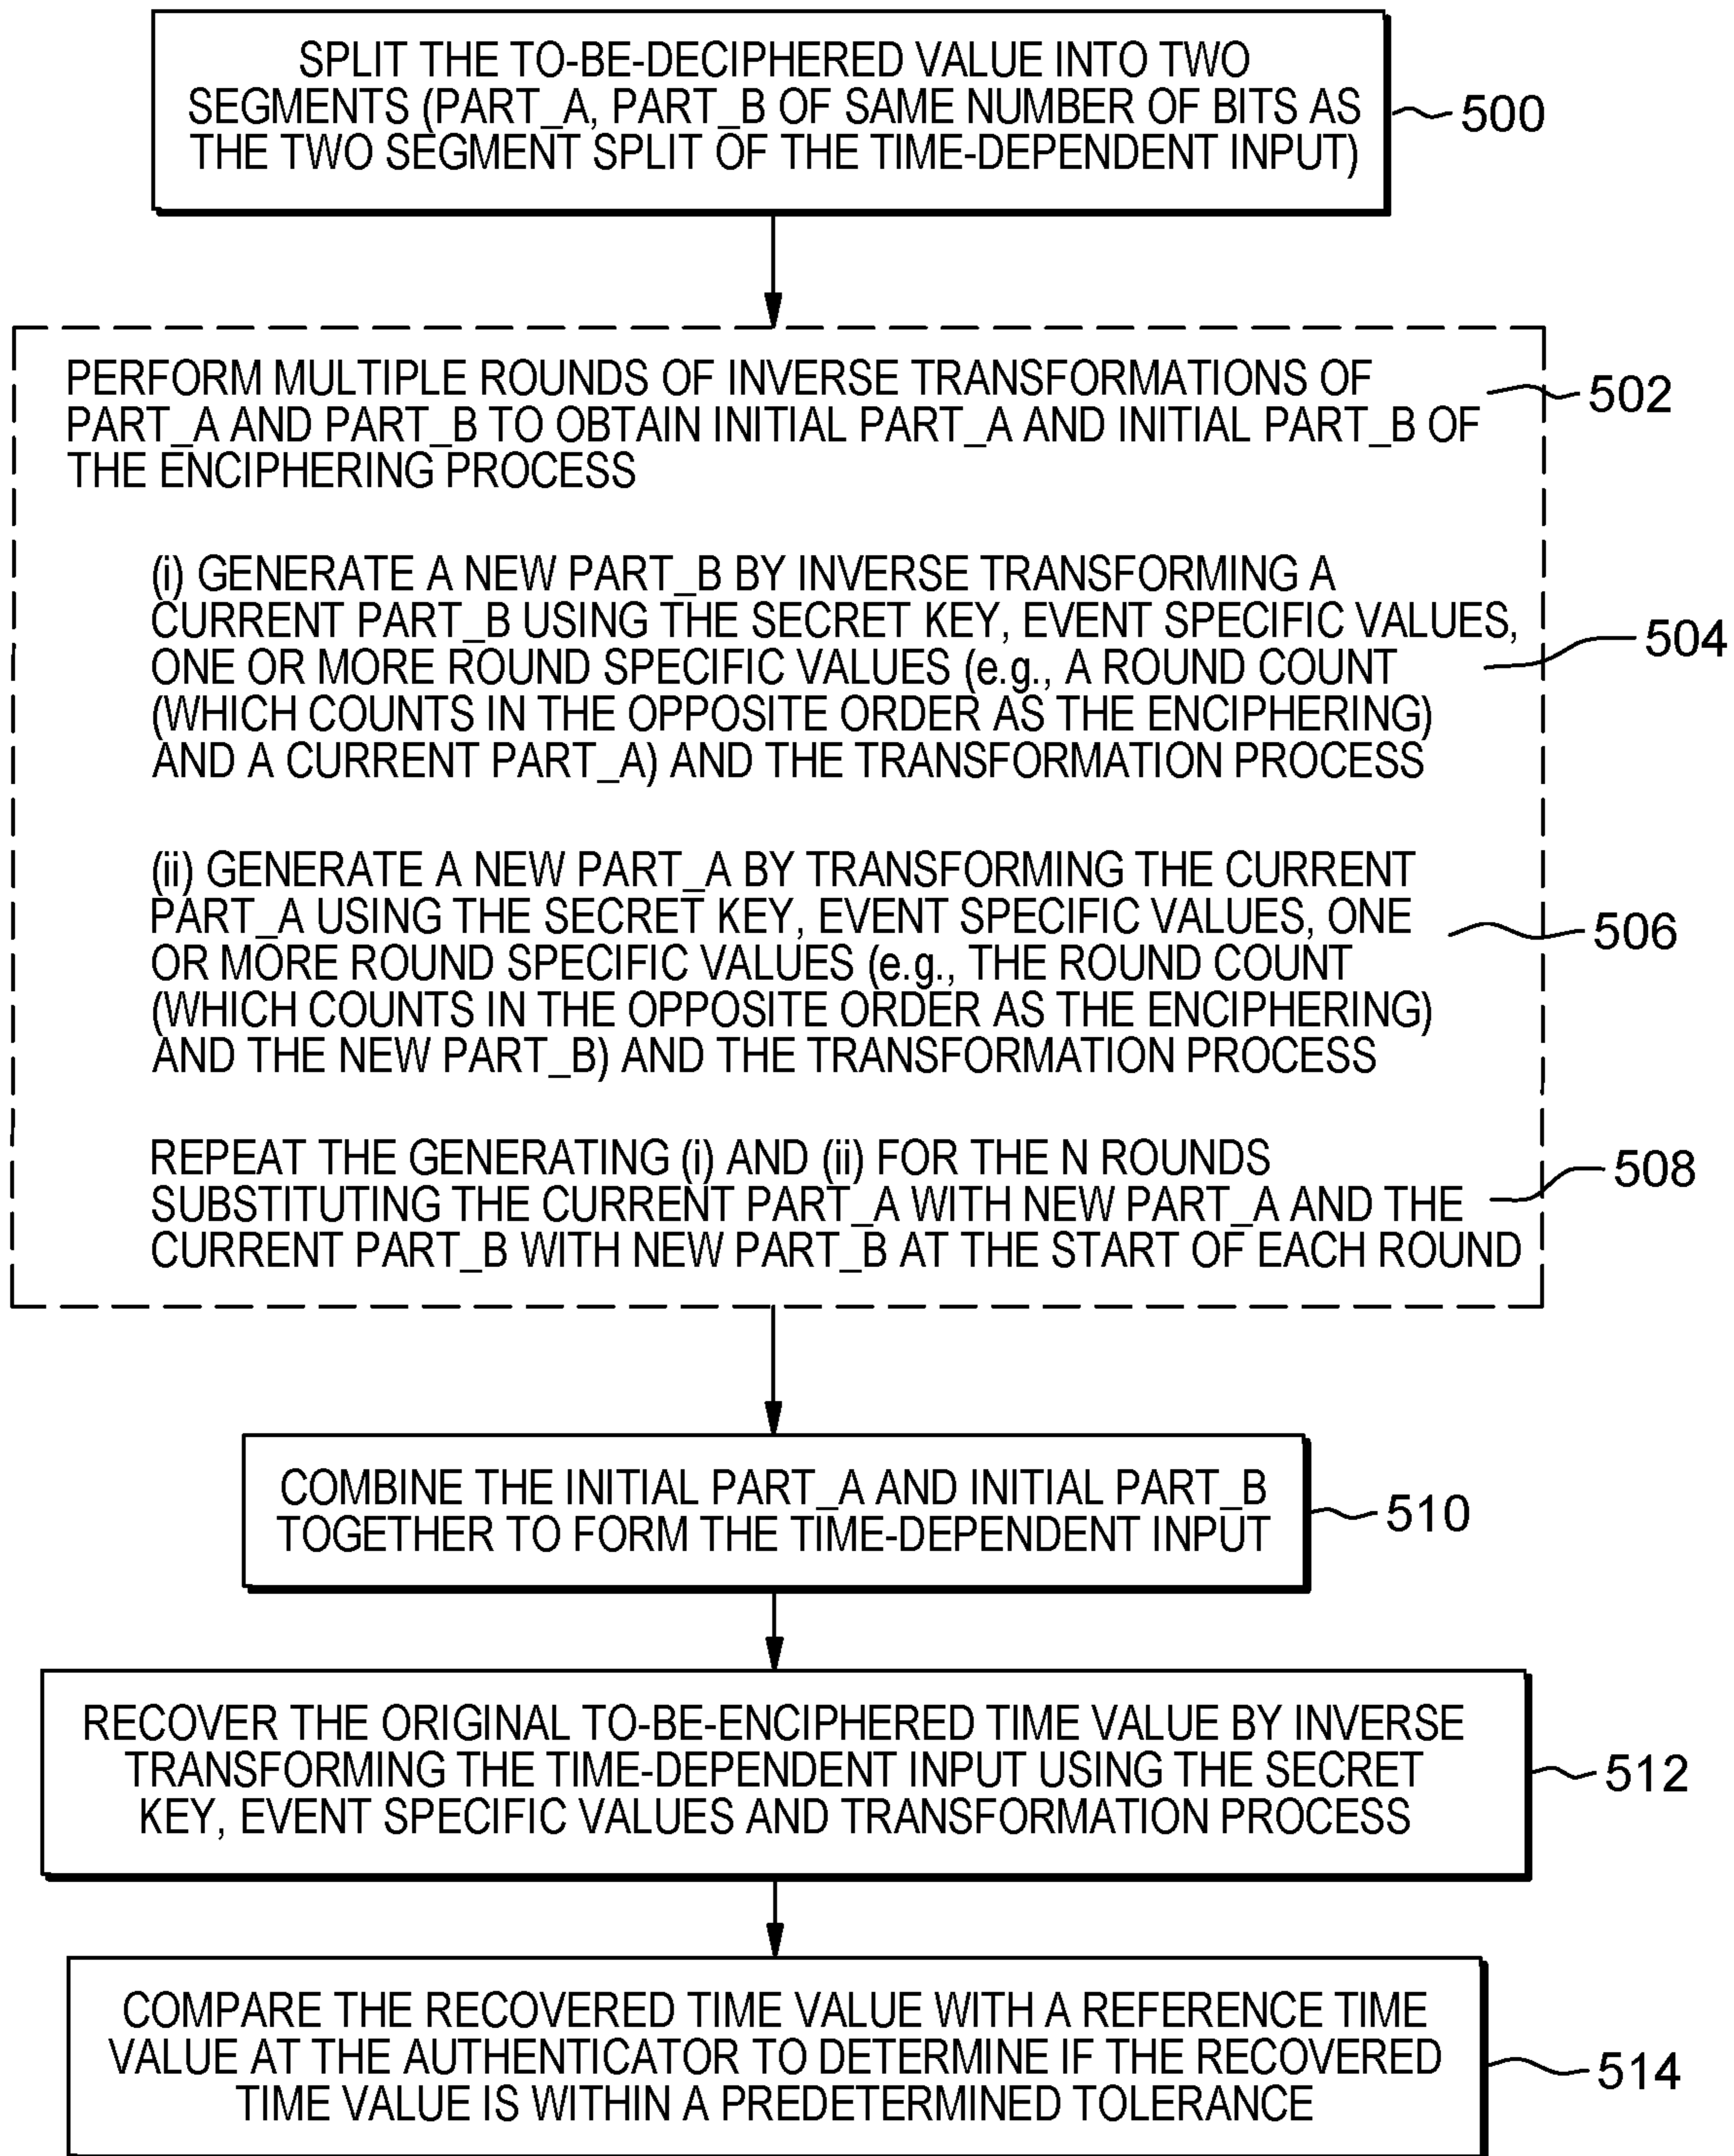 SPLIT THE TO-BE-DECIPHERED VALUE INTO TWO
SEGMENTS (PART_A, PART_B OF SAME NUMBER OF BITS AS
THE TWO SEGMENT SPLIT OF THE TIME-DEPENDENT INPUT)
500
PERFORM MULTIPLE ROUNDS OF INVERSE TRANSFORMATIONS OF
PART_A AND PART_B TO OBTAIN INITIAL PART_A AND INITIAL PART_B OF
THE ENCIPHERING PROCESS
502
(i) GENERATE A NEW PART_B BY INVERSE TRANSFORMING A
CURRENT PART_B USING THE SECRET KEY, EVENT SPECIFIC VALUES,
ONE OR MORE ROUND SPECIFIC VALUES (e.g., A ROUND COUNT
(WHICH COUNTS IN THE OPPOSITE ORDER AS THE ENCIPHERING)
AND A CURRENT PART_A) AND THE TRANSFORMATION PROCESS
504
(ii) GENERATE A NEW PART_A BY TRANSFORMING THE CURRENT
PART_A USING THE SECRET KEY, EVENT SPECIFIC VALUES, ONE
OR MORE ROUND SPECIFIC VALUES (e.g., THE ROUND COUNT
(WHICH COUNTS IN THE OPPOSITE ORDER AS THE ENCIPHERING)
AND THE NEW PART_B) AND THE TRANSFORMATION PROCESS
506
REPEAT THE GENERATING (i) AND (ii) FOR THE N ROUNDS
SUBSTITUTING THE CURRENT PART_A WITH NEW PART_A AND THE
CURRENT PART_B WITH NEW PART_B AT THE START OF EACH ROUND
508
COMBINE THE INITIAL PART_A AND INITIAL PART_B
TOGETHER TO FORM THE TIME-DEPENDENT INPUT
510
RECOVER THE ORIGINAL TO-BE-ENCIPHERED TIME VALUE BY INVERSE
TRANSFORMING THE TIME-DEPENDENT INPUT USING THE SECRET
KEY, EVENT SPECIFIC VALUES AND TRANSFORMATION PROCESS
512
COMPARE THE RECOVERED TIME VALUE WITH A REFERENCE TIME
VALUE AT THE AUTHENTICATOR TO DETERMINE IF THE RECOVERED
TIME VALUE IS WITHIN A PREDETERMINED TOLERANCE
514